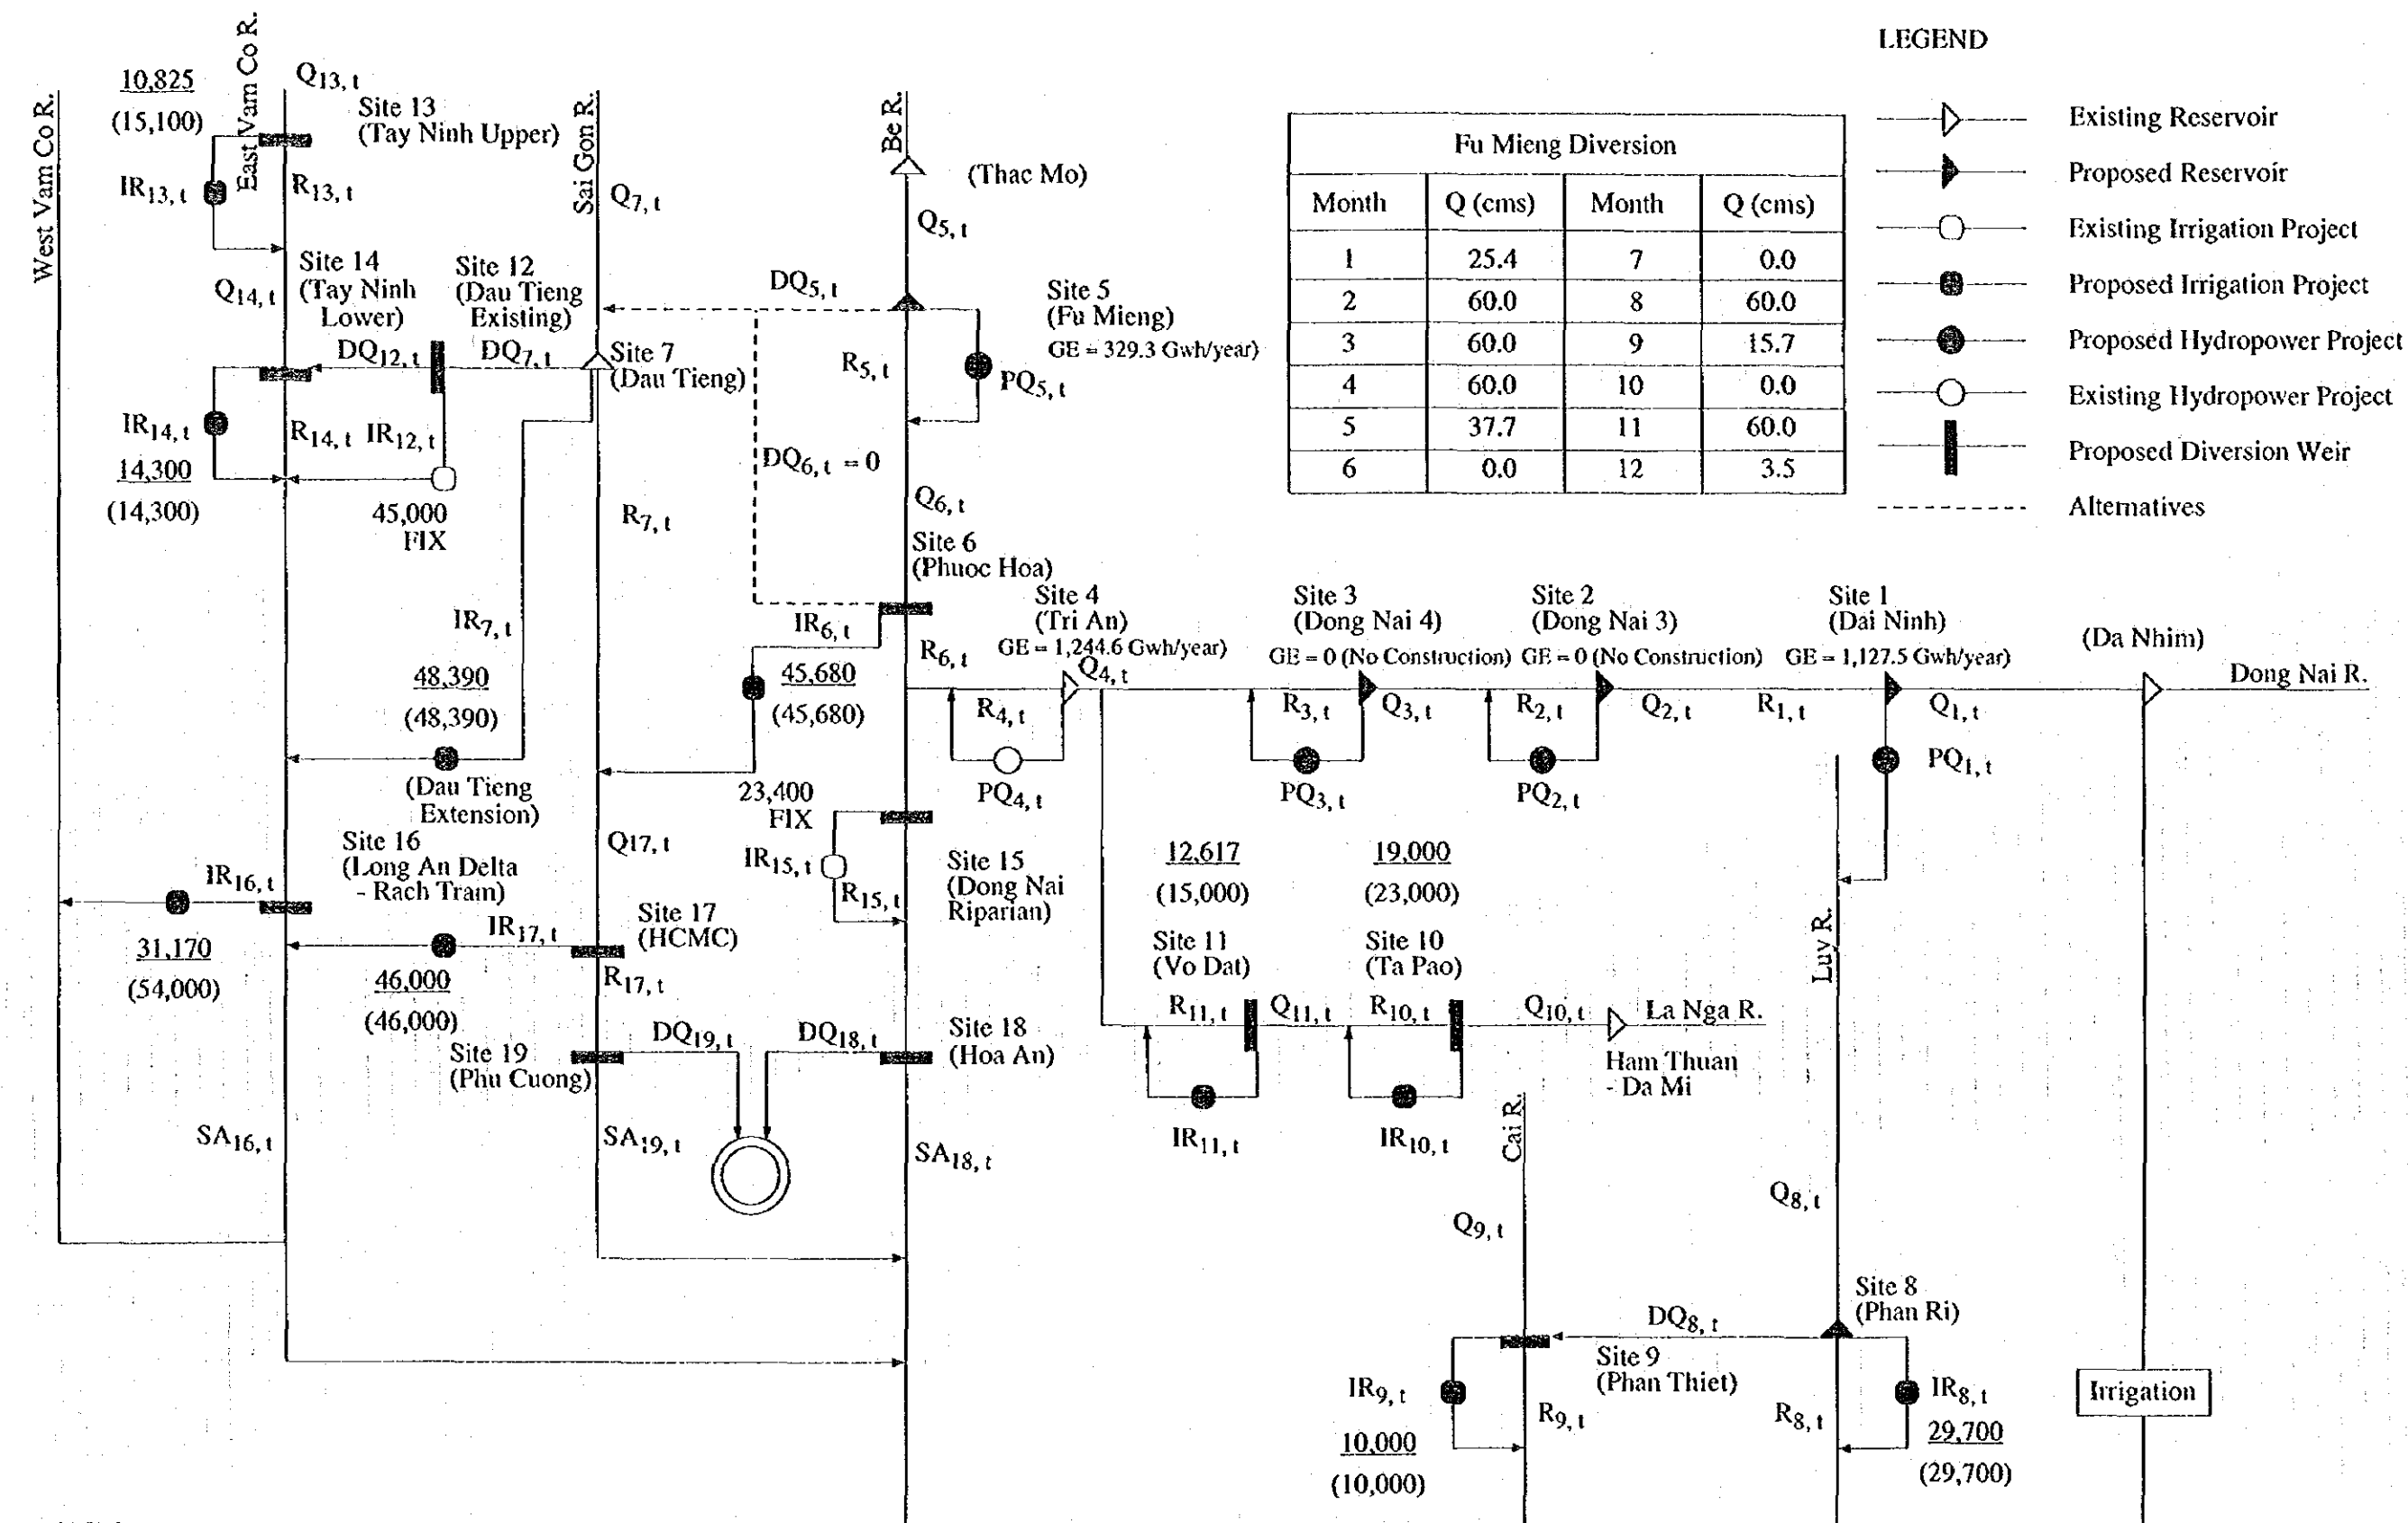 LEGEND
Existing Reservoir
Proposed Reservoir
Existing Irrigation Project
Proposed Irrigation Project
Proposed Hydropower Project
Existing Hydropower Project
Proposed Diversion Weir
Alternatives
Fu Mieng Diversion
Month Q (cms) Month Q (cms)
1 25.4 7 0.0
2 60.0 8 60.0
3 60.0 9 15.7
4 60.0 10 0.0
5 37.7 11 60.0
6 0.0 12 3.5
West Vam Co R.
East Vam Co R.
Sai Gon R.
Be R.
10,825
(15,100)
Q13, t
Site 13
(Tay Ninh Upper)
IR13, t
R13, t
Q7, t
(Thac Mo)
Q5, t
Q14, t
Site 14
(Tay Ninh
Lower)
Site 12
(Dau Tieng
Existing)
DQ5, t
Site 5
(Fu Mieng)
GE = 329.3 Gwh/year)
DQ12, t
DQ7, t
Site 7
(Dau Tieng)
R5, t
PQ5, t
IR14, t
R14, t
IR12, t
14,300
(14,300)
45,000
FIX
DQ6, t = 0
Q6, t
R7, t
Site 6
(Phuoc Hoa)
IR7, t
IR6, t
R6, t
48,390
(48,390)
45,680
(45,680)
(Dau Tieng
Extension)
Site 4
(Tri An)
GE = 1,244.6 Gwh/year)
Q4, t
R4, t
PQ4, t
Site 3
(Dong Nai 4)
GE = 0 (No Construction)
R3, t
Q3, t
PQ3, t
Site 2
(Dong Nai 3)
GE = 0 (No Construction)
R2, t
Q2, t
PQ2, t
Site 1
(Dai Ninh)
GE = 1,127.5 Gwh/year)
R1, t
Q1, t
PQ1, t
(Da Nhim)
Dong Nai R.
23,400
FIX
IR15, t
R15, t
Site 15
(Dong Nai
Riparian)
Q17, t
Site 16
(Long An Delta
- Rach Tram)
IR16, t
31,170
(54,000)
IR17, t
Site 17
(HCMC)
R17, t
46,000
(46,000)
Site 19
(Phu Cuong)
DQ19, t
DQ18, t
Site 18
(Hoa An)
SA16, t
SA19, t
SA18, t
12,617
(15,000)
Site 11
(Vo Dat)
R11, t
Q11, t
IR11, t
19,000
(23,000)
Site 10
(Ta Pao)
R10, t
Q10, t
IR10, t
La Nga R.
Ham Thuan
- Da Mi
Luy R.
Cai R.
Q9, t
Q8, t
Site 8
(Phan Ri)
DQ8, t
Site 9
(Phan Thiet)
IR9, t
R9, t
10,000
(10,000)
R8, t
IR8, t
29,700
(29,700)
Irrigation